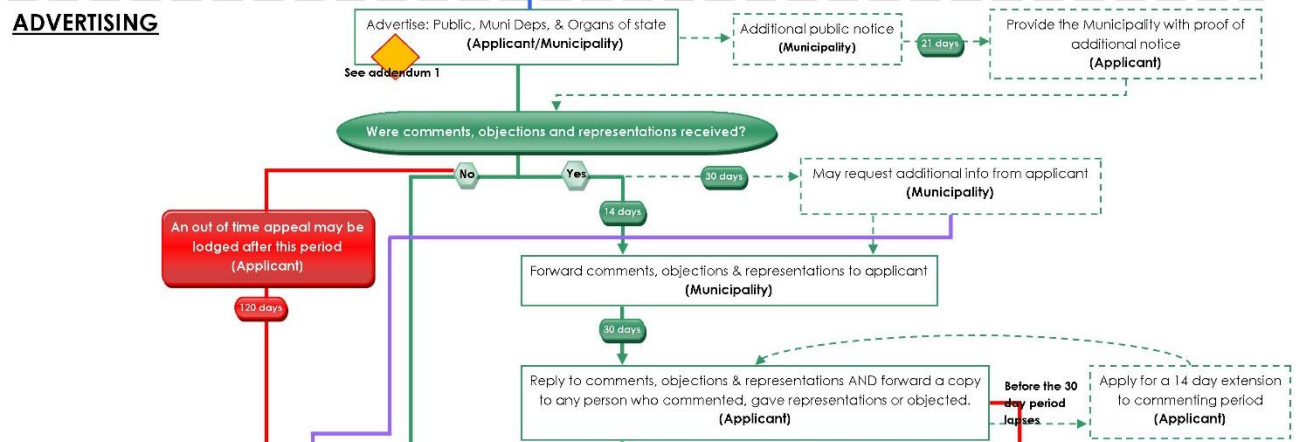 ADVERTISING
Advertise: Public, Muni Deps, & Organs of state
(Applicant/Municipality)
See addendum 1
Additional public notice
(Municipality)
21 days
Provide the Municipality with proof of
additional notice
(Applicant)
Were comments, objections and representations received?
No
Yes
30 days
May request additional info from applicant
(Municipality)
14 days
An out of time appeal may be
lodged after this period
(Applicant)
120 days
Forward comments, objections & representations to applicant
(Municipality)
30 days
Reply to comments, objections & representations AND forward a copy
to any person who commented, gave representations or objected.
(Applicant)
Before the 30
day period
lapses
Apply for a 14 day extension
to commenting period
(Applicant)